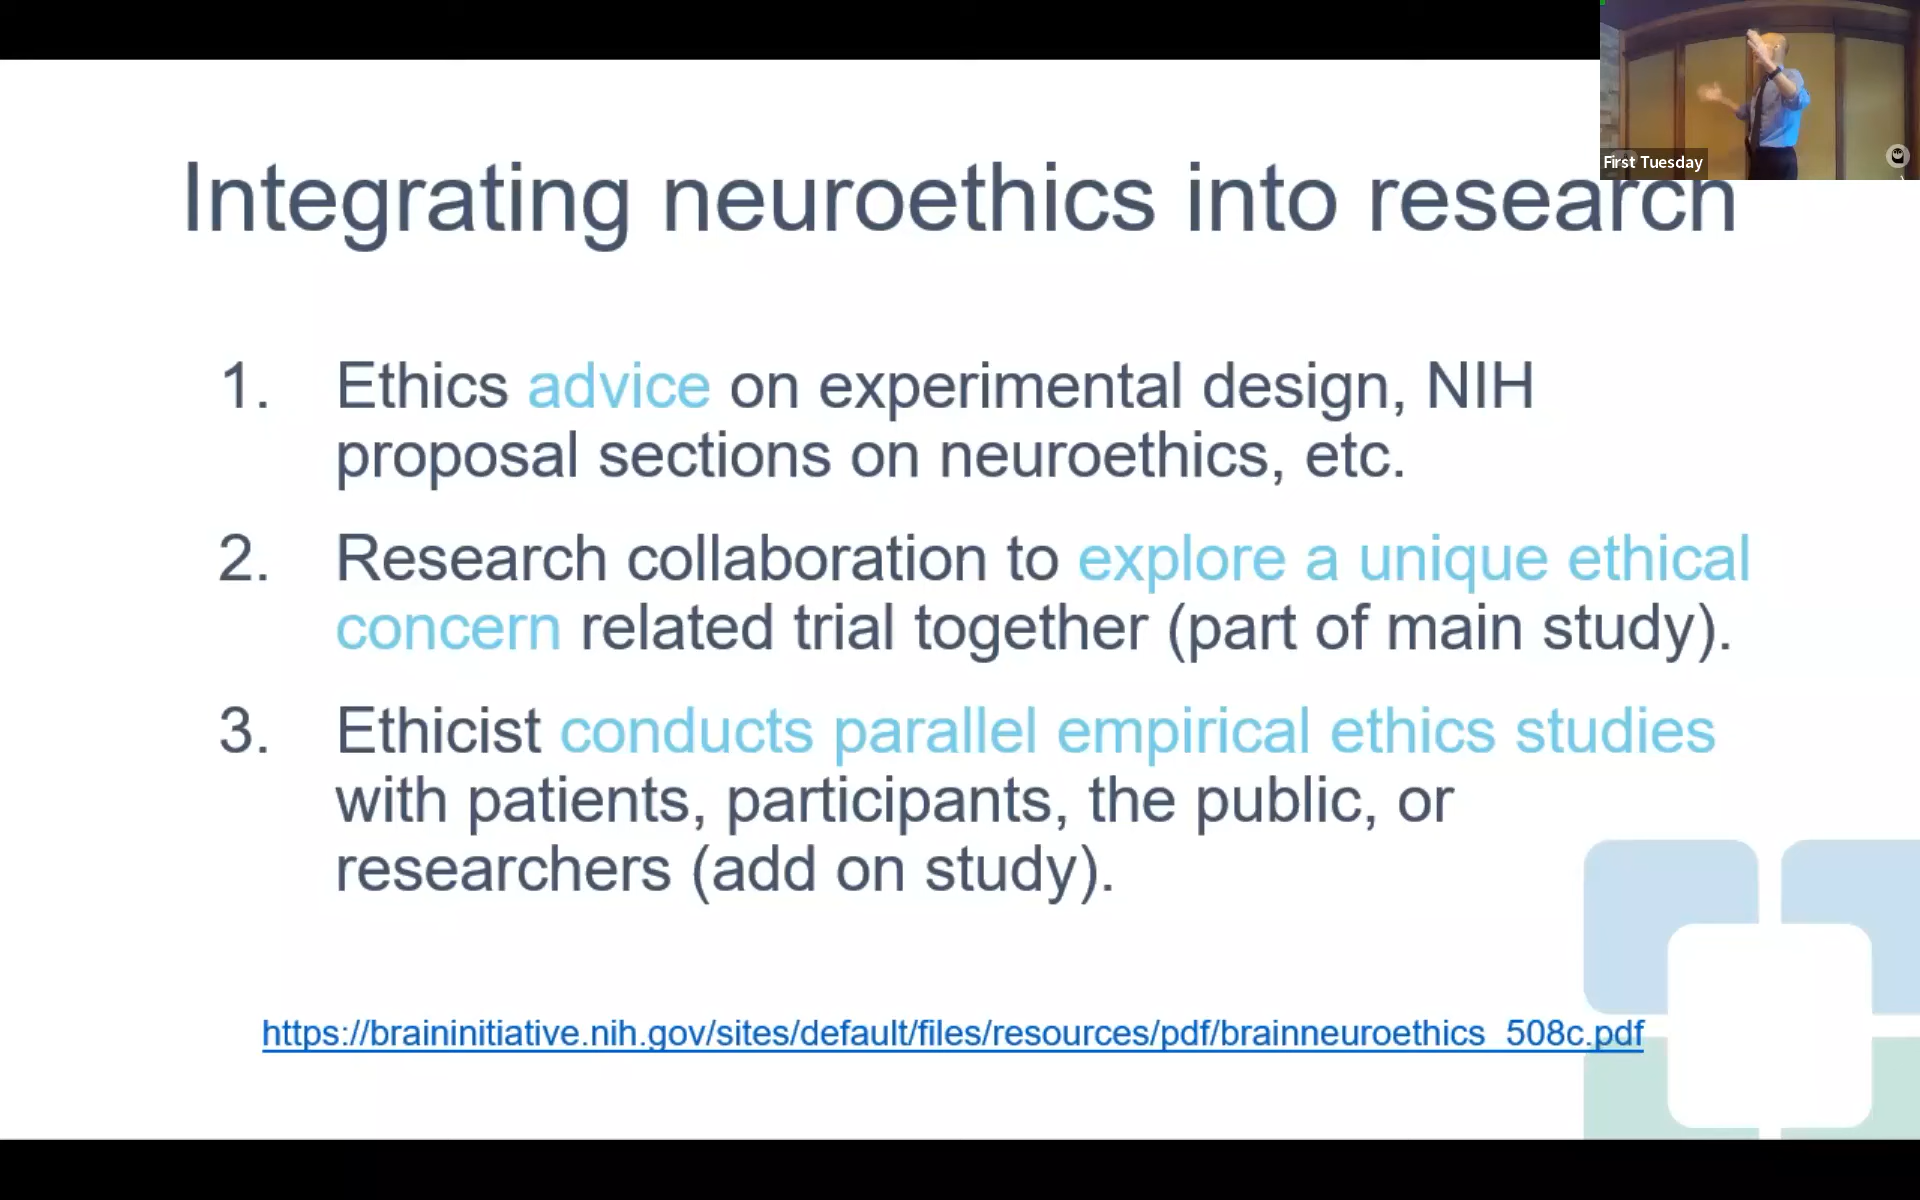 First Tuesday
Integrating neuroethics into research
1. Ethics advice on experimental design, NIH
proposal sections on neuroethics, etc.
2. Research collaboration to explore a unique ethical
concern related trial together (part of main study).
3. Ethicist conducts parallel empirical ethics studies
with patients, participants, the public, or
researchers (add on study).
https://braininitiative.nih.gov/sites/default/files/resources/pdf/brainneuroethics_508c.pdf